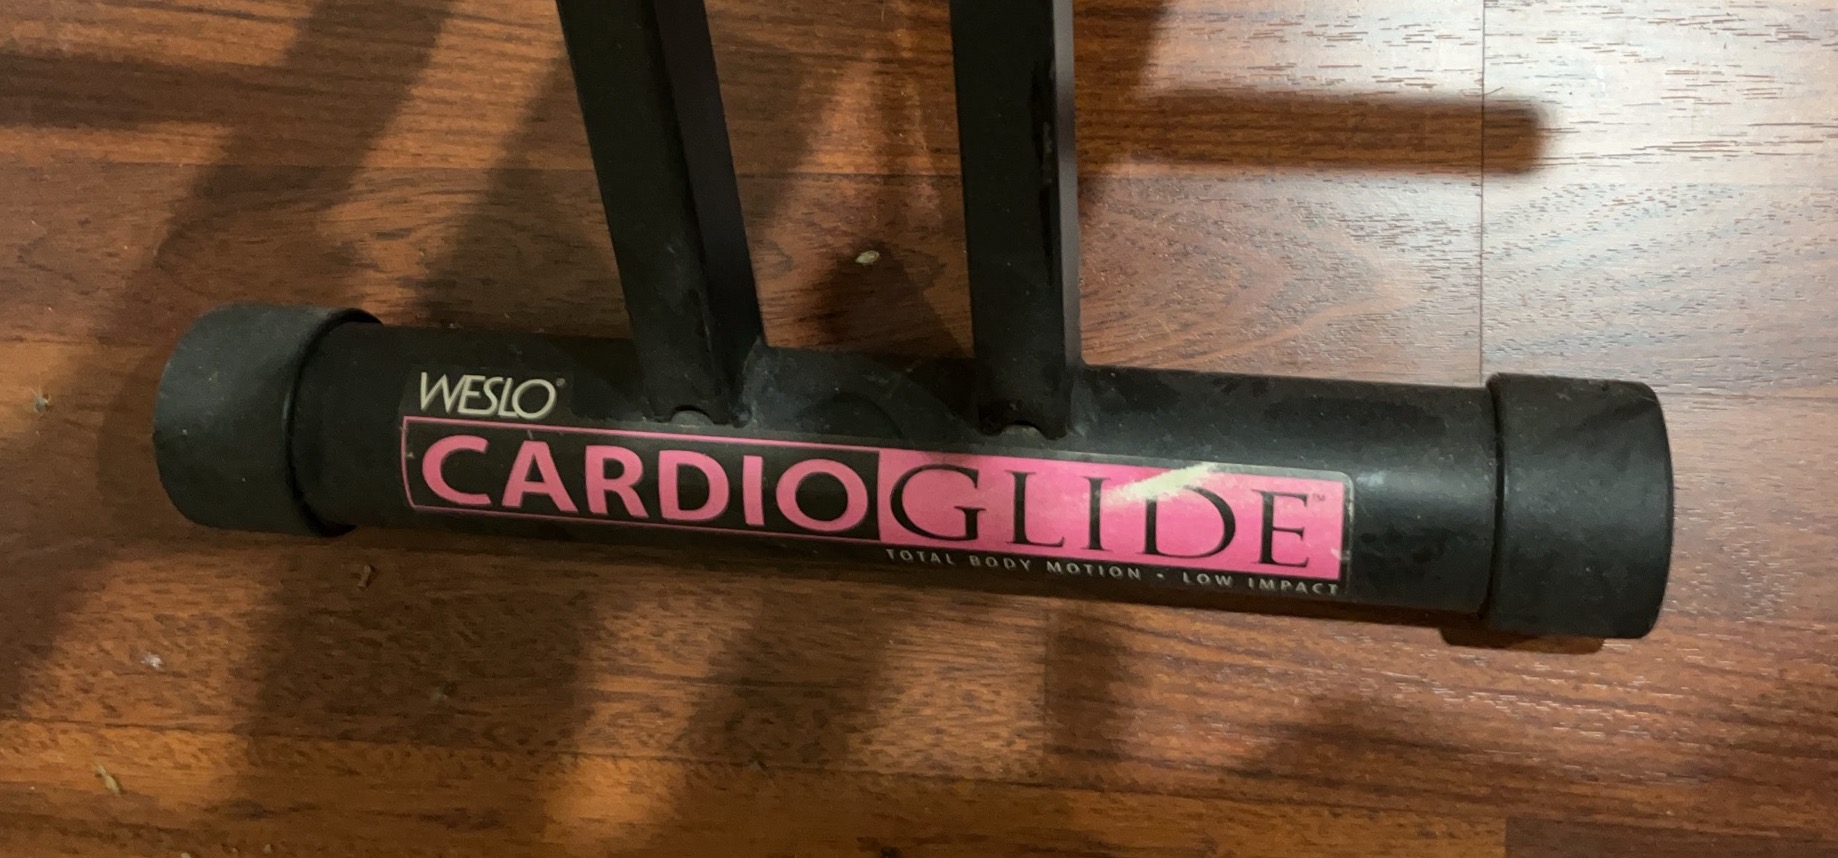 WESLO®
CARDIOGLIDE™
TOTAL BODY MOTION • LOW IMPACT